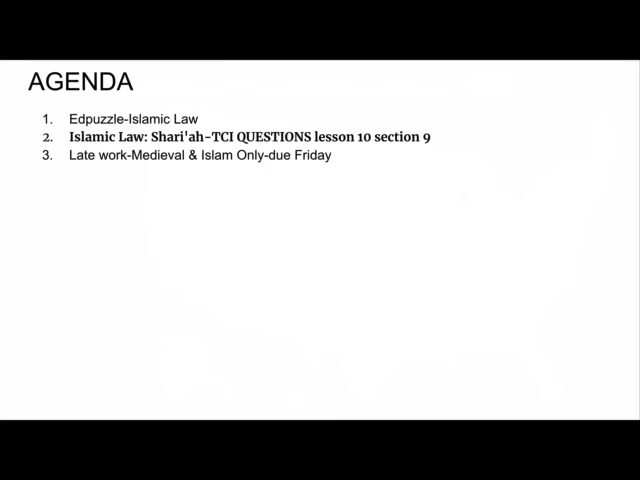 AGENDA
1. Edpuzzle-Islamic Law
2. Islamic Law: Shari'ah-TCI QUESTIONS lesson 10 section 9
3. Late work-Medieval & Islam Only-due Friday